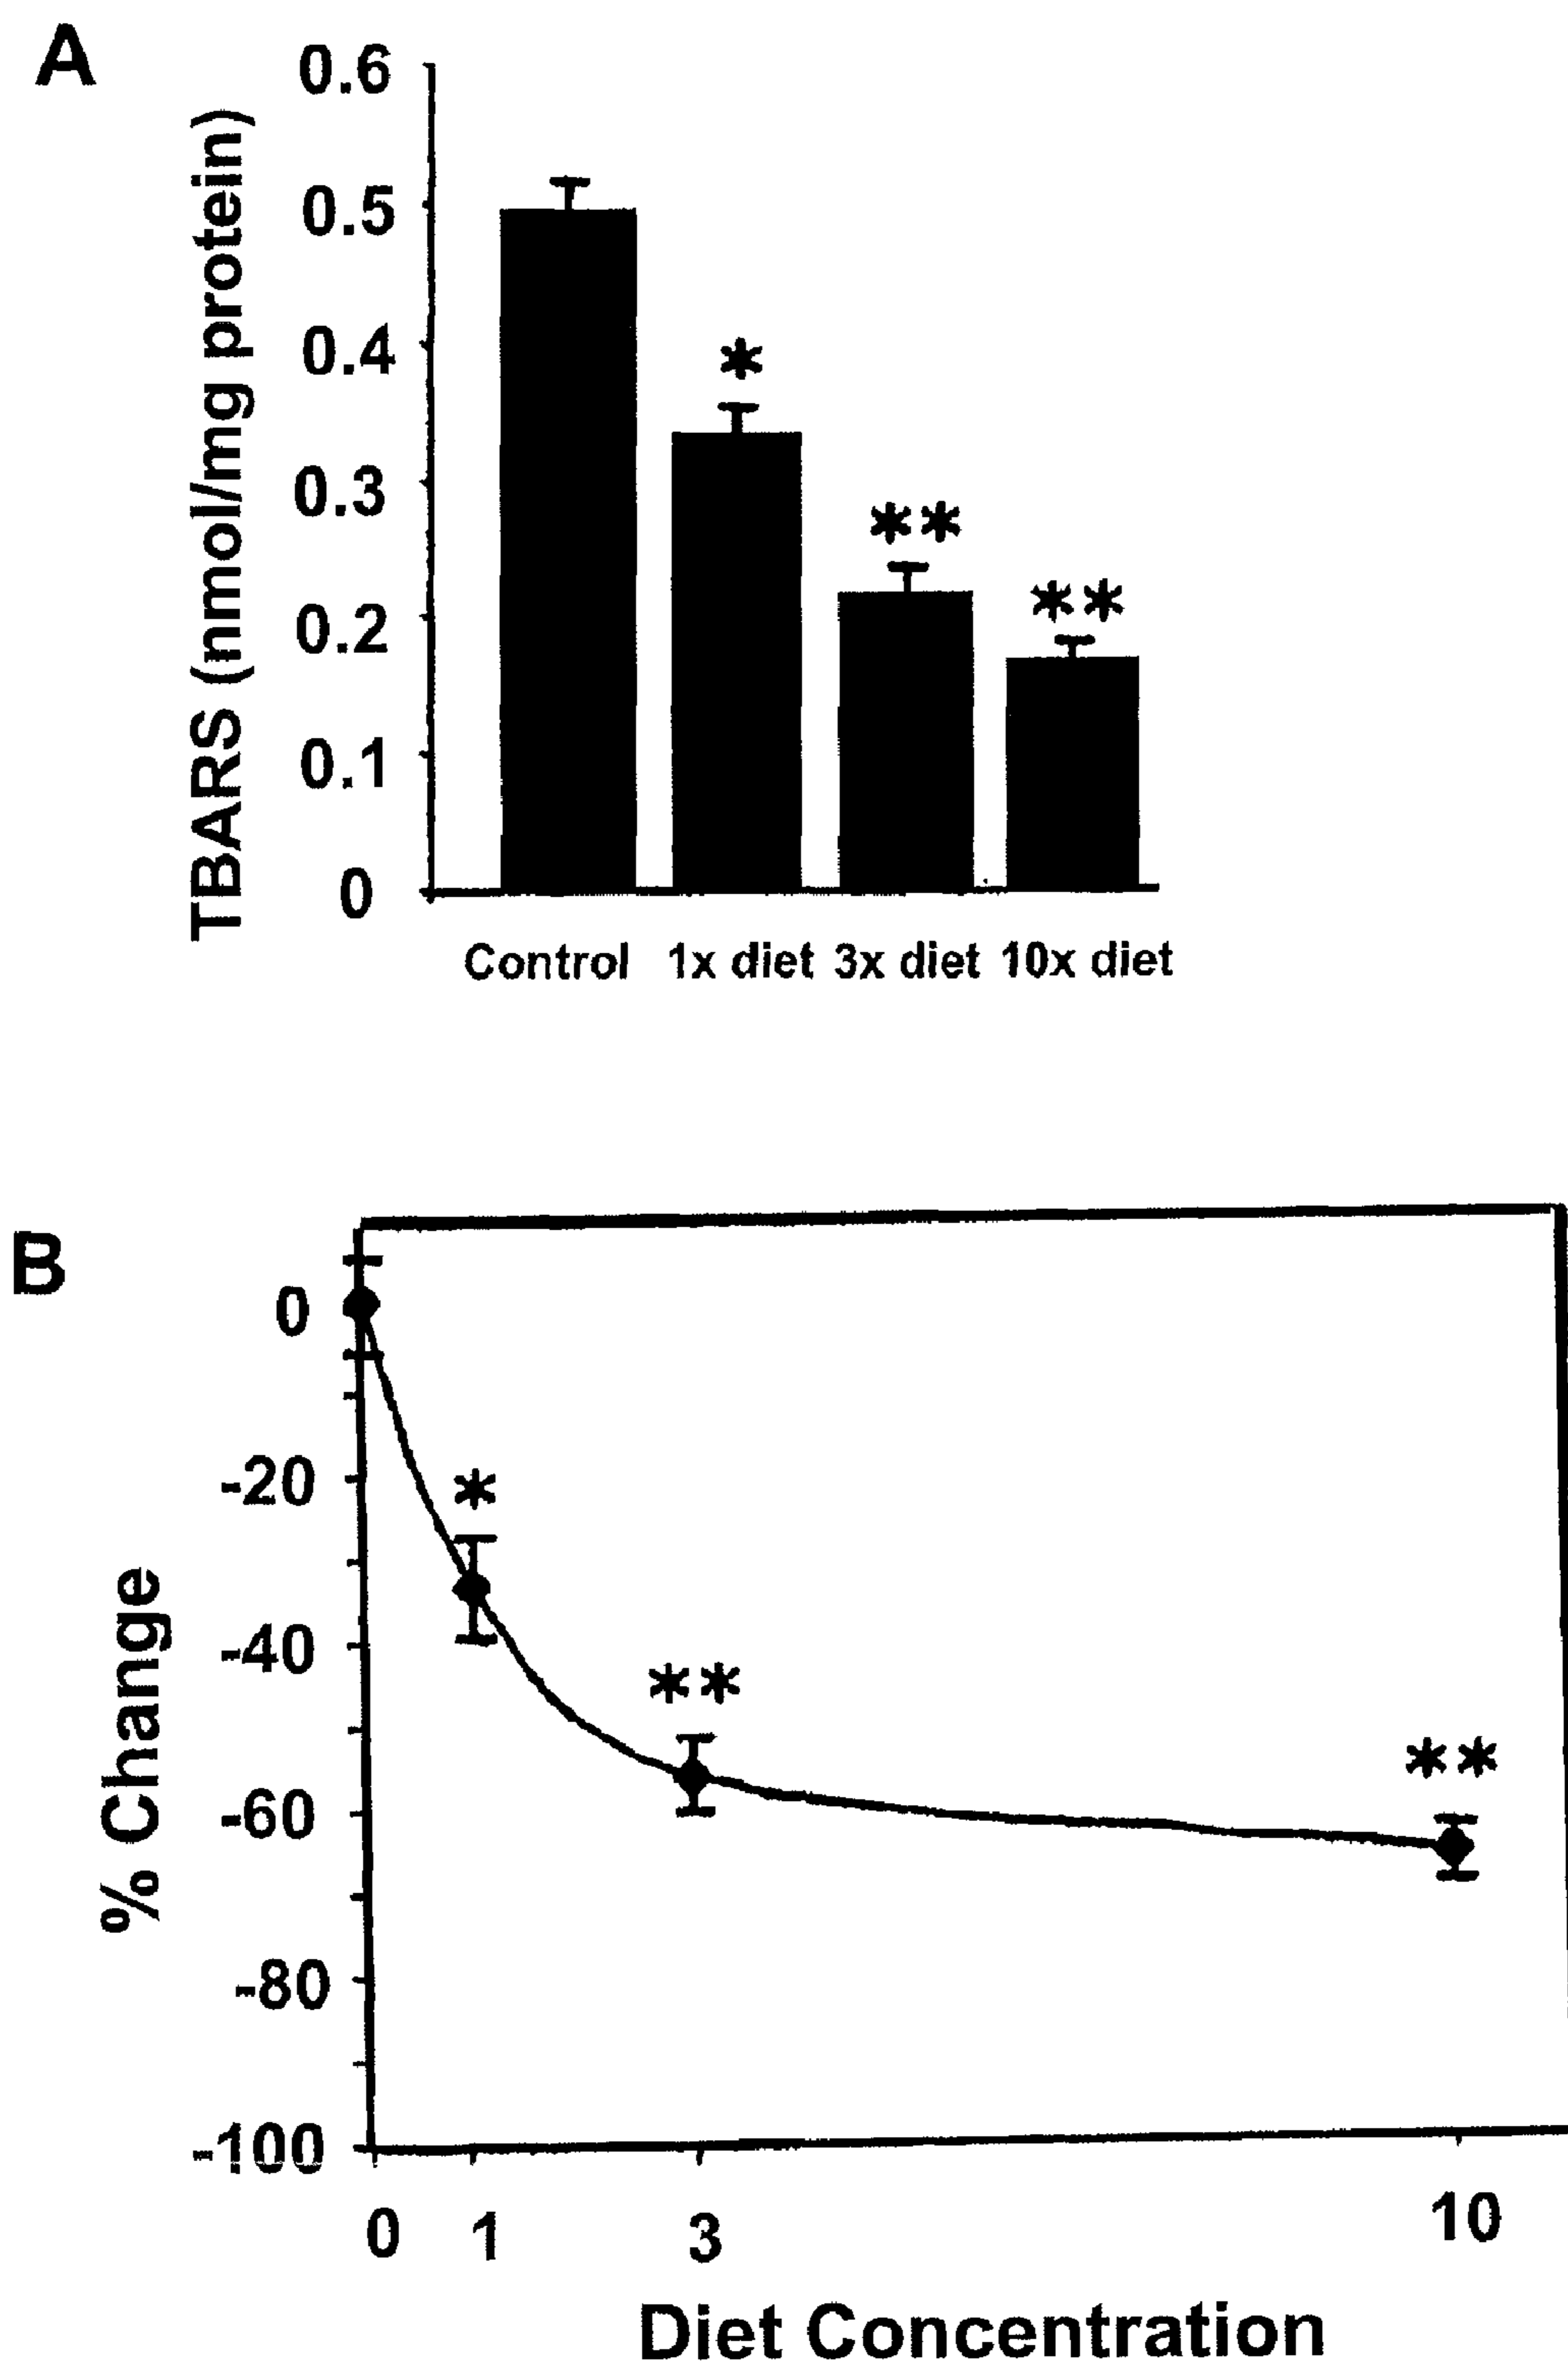 A
TBARS (nmol/mg protein)
0.6
0.5
0.4
0.3
0.2
0.1
0
*
**
**
Control 1x diet 3x diet 10x diet
B
% Change
0
-20
-40
-60
-80
-100
*
**
**
0 1 3 10
Diet Concentration